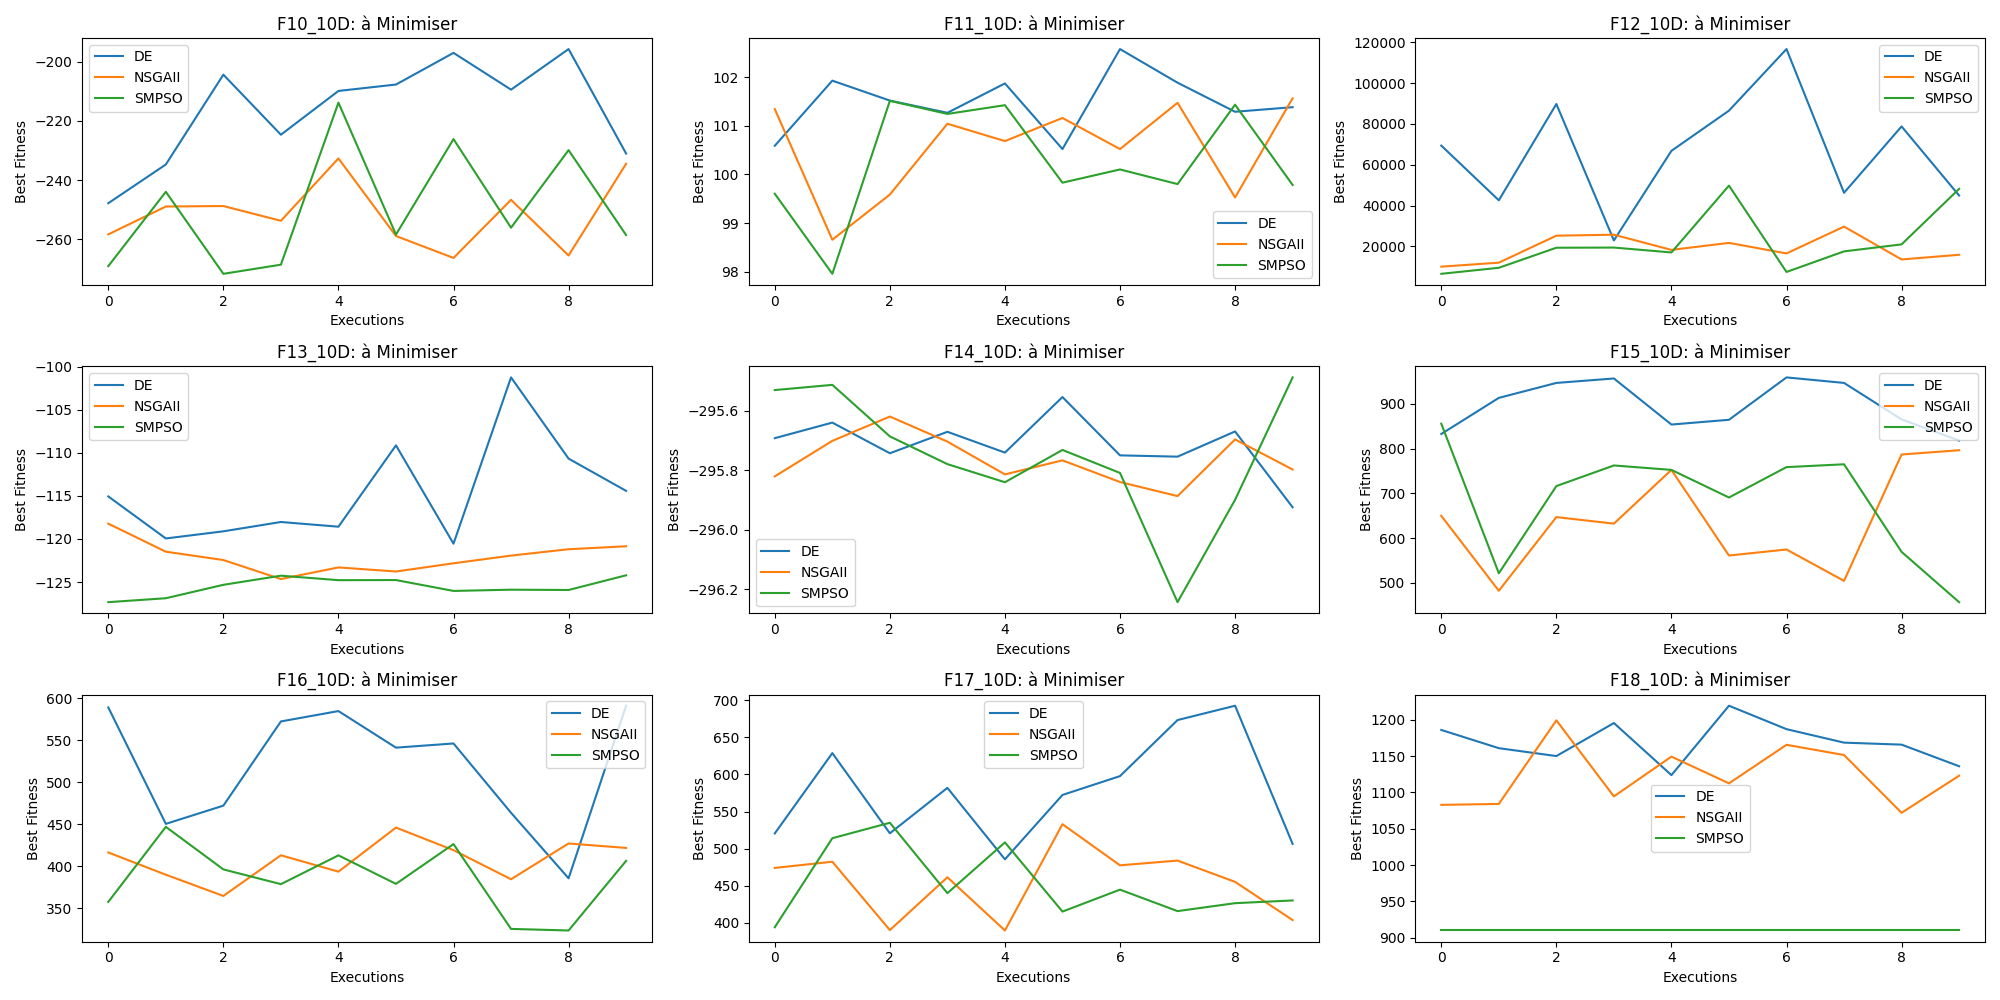 F10_10D: à Minimiser
Best Fitness
−200
−220
−240
−260
DE
NSGAII
SMPSO
0 2 4 6 8
Executions
F11_10D: à Minimiser
Best Fitness
102
101
100
99
98
DE
NSGAII
SMPSO
0 2 4 6 8
Executions
F12_10D: à Minimiser
Best Fitness
120000
100000
80000
60000
40000
20000
DE
NSGAII
SMPSO
0 2 4 6 8
Executions
F13_10D: à Minimiser
Best Fitness
−100
−105
−110
−115
−120
−125
DE
NSGAII
SMPSO
0 2 4 6 8
Executions
F14_10D: à Minimiser
Best Fitness
−295.6
−295.8
−296.0
−296.2
DE
NSGAII
SMPSO
0 2 4 6 8
Executions
F15_10D: à Minimiser
Best Fitness
900
800
700
600
500
DE
NSGAII
SMPSO
0 2 4 6 8
Executions
F16_10D: à Minimiser
Best Fitness
600
550
500
450
400
350
DE
NSGAII
SMPSO
0 2 4 6 8
Executions
F17_10D: à Minimiser
Best Fitness
700
650
600
550
500
450
400
DE
NSGAII
SMPSO
0 2 4 6 8
Executions
F18_10D: à Minimiser
Best Fitness
1200
1150
1100
1050
1000
950
900
DE
NSGAII
SMPSO
0 2 4 6 8
Executions